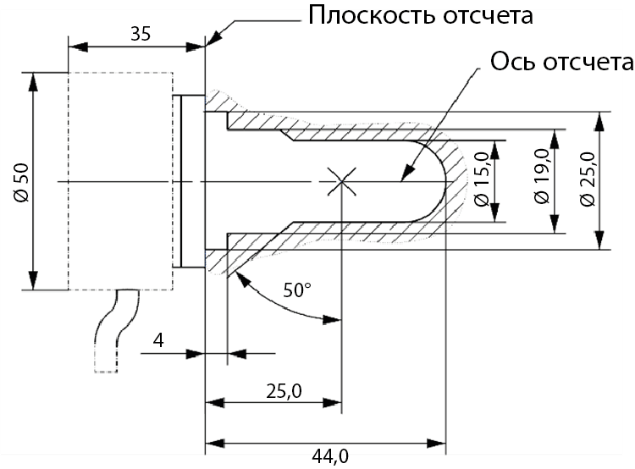 Плоскость отсчета
35
Ось отсчета
Ø 50
Ø 15,0
Ø 19,0
Ø 25,0
50°
4
25,0
44,0